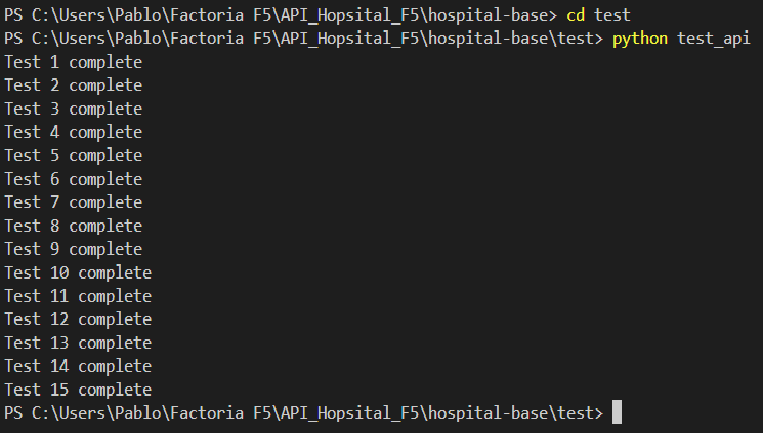 PS C:\Users\Pablo\Factoria F5\API_Hopsital_F5\hospital-base> cd test
PS C:\Users\Pablo\Factoria F5\API_Hopsital_F5\hospital-base\test> python test_api
Test 1 complete
Test 2 complete
Test 3 complete
Test 4 complete
Test 5 complete
Test 6 complete
Test 7 complete
Test 8 complete
Test 9 complete
Test 10 complete
Test 11 complete
Test 12 complete
Test 13 complete
Test 14 complete
Test 15 complete
PS C:\Users\Pablo\Factoria F5\API_Hopsital_F5\hospital-base\test>